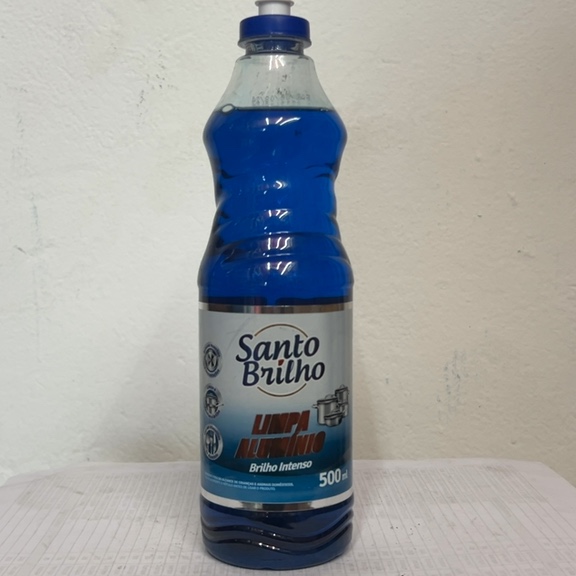 Santo
Brilho
LIMPA
ALUMÍNIO
Brilho Intenso
500 ml